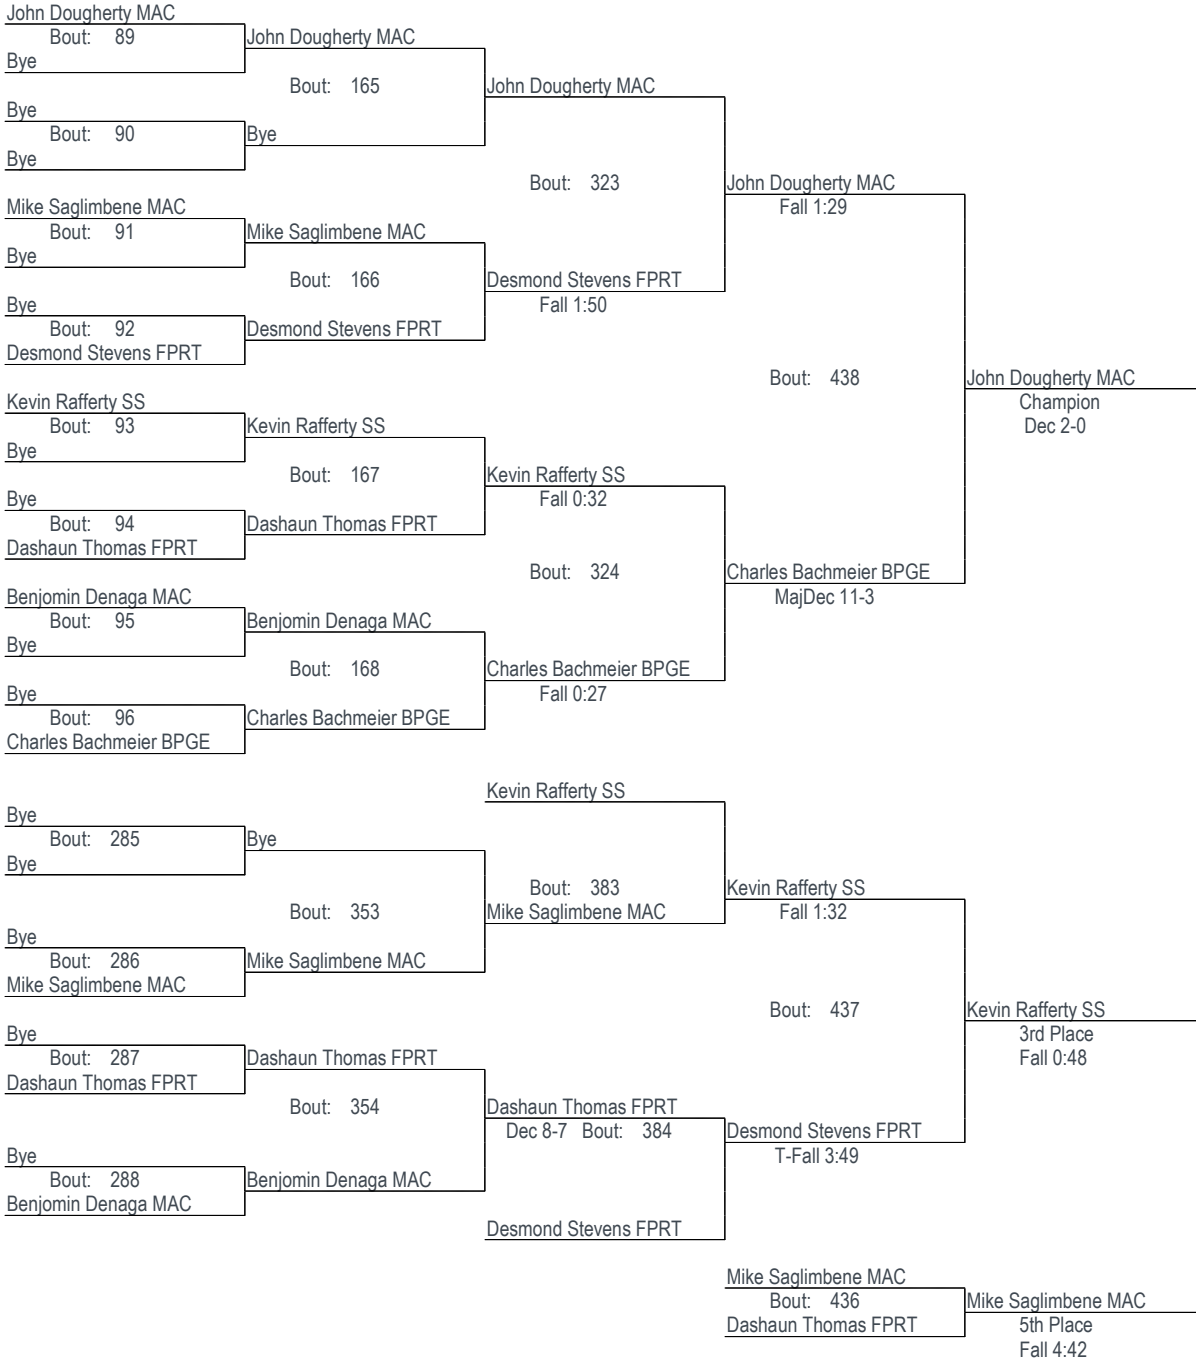 John Dougherty MAC
Bout: 89
John Dougherty MAC
Bye
Bout: 165
John Dougherty MAC
Bye
Bout: 90
Bye
Bye
Bout: 323
John Dougherty MAC
Fall 1:29
Mike Saglimbene MAC
Bout: 91
Mike Saglimbene MAC
Bye
Bout: 166
Desmond Stevens FPRT
Fall 1:50
Bye
Bout: 92
Desmond Stevens FPRT
Desmond Stevens FPRT
Bout: 438
John Dougherty MAC
Champion
Dec 2-0
Kevin Rafferty SS
Bout: 93
Kevin Rafferty SS
Bye
Bout: 167
Kevin Rafferty SS
Fall 0:32
Bye
Bout: 94
Dashaun Thomas FPRT
Dashaun Thomas FPRT
Bout: 324
Charles Bachmeier BPGE
MajDec 11-3
Benjomin Denaga MAC
Bout: 95
Benjomin Denaga MAC
Bye
Bout: 168
Charles Bachmeier BPGE
Fall 0:27
Bye
Bout: 96
Charles Bachmeier BPGE
Charles Bachmeier BPGE
Kevin Rafferty SS
Bye
Bout: 285
Bye
Bye
Bout: 383
Kevin Rafferty SS
Fall 1:32
Bout: 353
Mike Saglimbene MAC
Bye
Bout: 286
Mike Saglimbene MAC
Mike Saglimbene MAC
Bout: 437
Kevin Rafferty SS
3rd Place
Fall 0:48
Bye
Bout: 287
Dashaun Thomas FPRT
Dashaun Thomas FPRT
Bout: 354
Dashaun Thomas FPRT
Dec 8-7 Bout: 384
Desmond Stevens FPRT
T-Fall 3:49
Bye
Bout: 288
Benjomin Denaga MAC
Benjomin Denaga MAC
Desmond Stevens FPRT
Mike Saglimbene MAC
Bout: 436
Mike Saglimbene MAC
Dashaun Thomas FPRT
5th Place
Fall 4:42